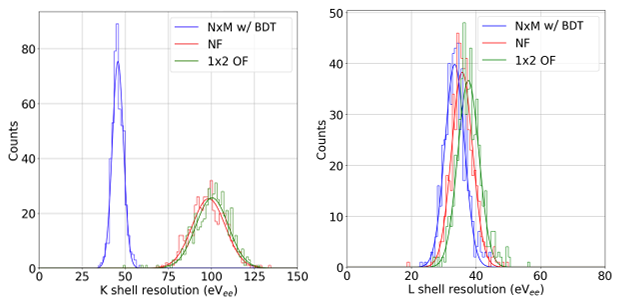 80
60
40
20
0
Counts
NxM w/ BDT
NF
1x2 OF
0 25 50 75 100 125 150
K shell resolution (eVee)
50
40
30
20
10
0
Counts
NxM w/ BDT
NF
1x2 OF
0 20 40 60 80
L shell resolution (eVee)